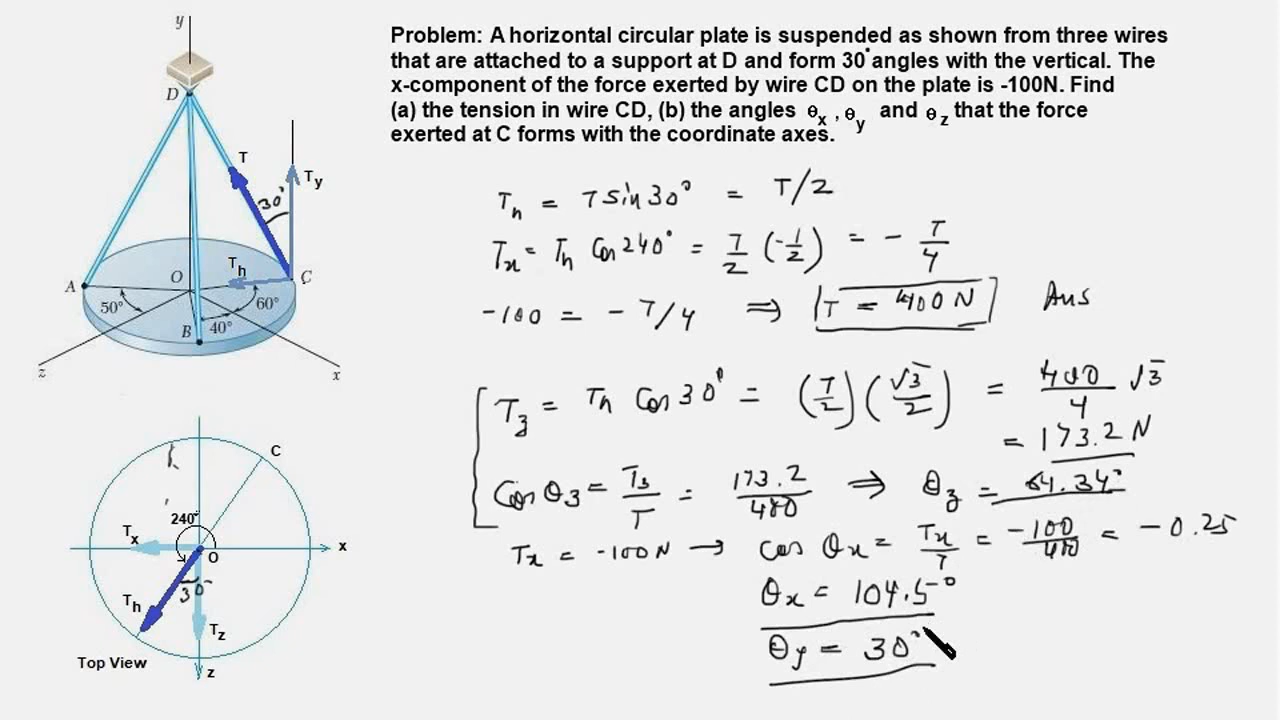 Problem: A horizontal circular plate is suspended as shown from three wires
that are attached to a support at D and form 30° angles with the vertical. The
x-component of the force exerted by wire CD on the plate is -100N. Find
(a) the tension in wire CD, (b) the angles θx , θy and θz that the force
exerted at C forms with the coordinate axes.
y
D
T
Ty
30°
Th
A
O
C
50°
60°
B
40°
z
x
C
240°
Tx
O
x
30°
Th
Tz
Top View
z
Th = T sin 30° = T/2
Tx = Th Cos 240° = T/2 (-1/2) = - T/4
-100 = - T/4 ⇒ T = 400 N Ans
Tz = Th Cos 30° = (T/2) (√3/2) = 400/4 √3
= 173.2 N
Cos θz = Tz/T = 173.2/400 ⇒ θz = 64.34°
Tx = -100 N → cos θx = Tx/T = -100/400 = -0.25
θx = 104.5°
θy = 30°